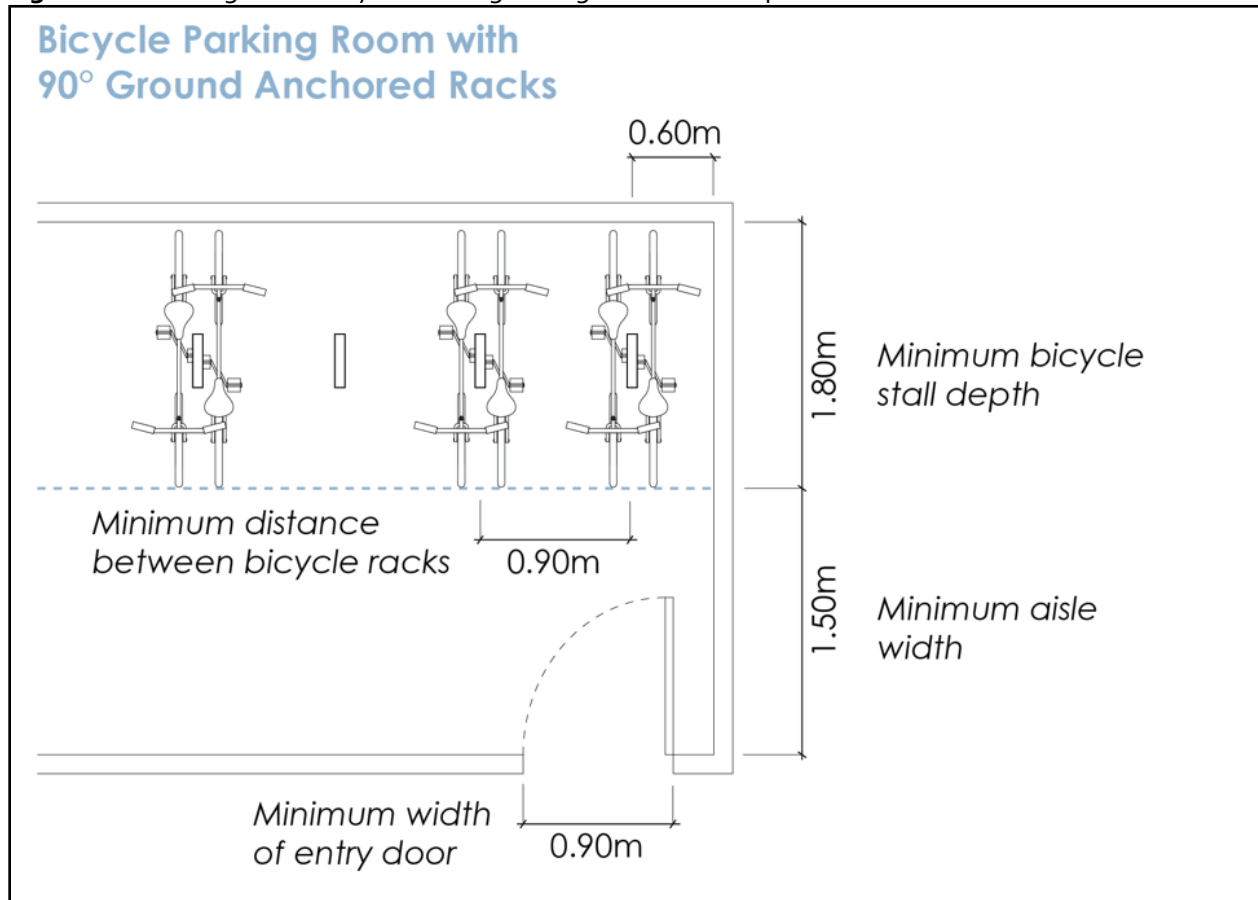 Bicycle Parking Room with
90° Ground Anchored Racks
0.60m
1.80m
Minimum bicycle
stall depth
Minimum distance
between bicycle racks
0.90m
1.50m
Minimum aisle
width
Minimum width
of entry door
0.90m